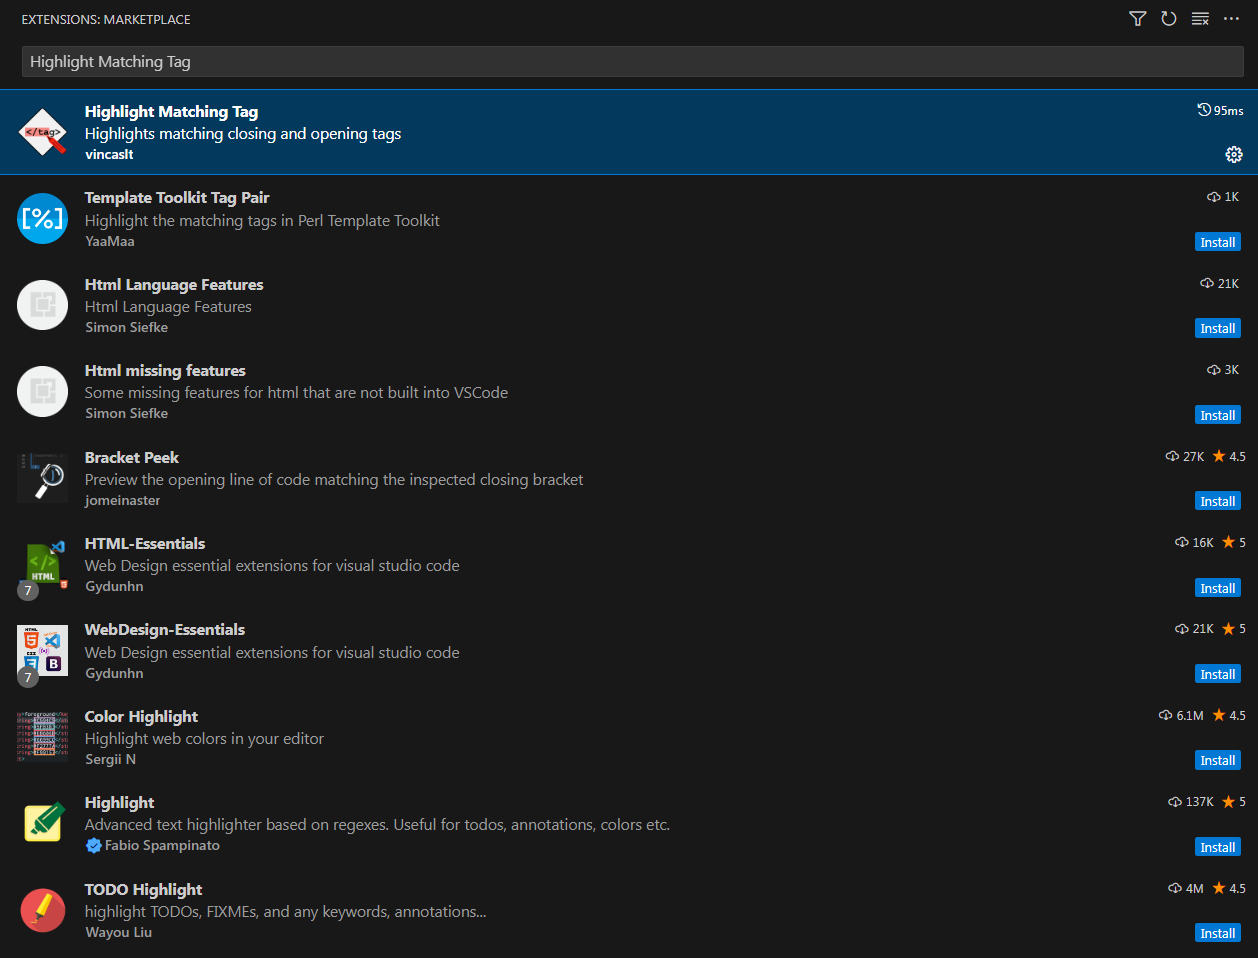 EXTENSIONS: MARKETPLACE
Highlight Matching Tag
Highlight Matching Tag
95ms
Highlights matching closing and opening tags
vincaslt
</tag>
Template Toolkit Tag Pair
1K
[%]
Highlight the matching tags in Perl Template Toolkit
YaaMaa
Install
Html Language Features
21K
Html Language Features
Simon Siefke
Install
Html missing features
3K
Some missing features for html that are not built into VSCode
Simon Siefke
Install
Bracket Peek
27K 4.5
Preview the opening line of code matching the inspected closing bracket
jomeinaster
Install
HTML-Essentials
16K 5
Web Design essential extensions for visual studio code
</>
HTML
Gydunhn
7
Install
WebDesign-Essentials
21K 5
HTML
Web Design essential extensions for visual studio code
B
Gydunhn
7
Install
Color Highlight
6.1M 4.5
Highlight web colors in your editor
Sergii N
Install
Highlight
137K 5
Advanced text highlighter based on regexes. Useful for todos, annotations, colors etc.
Fabio Spampinato
Install
TODO Highlight
4M 4.5
highlight TODOs, FIXMEs, and any keywords, annotations...
Wayou Liu
Install